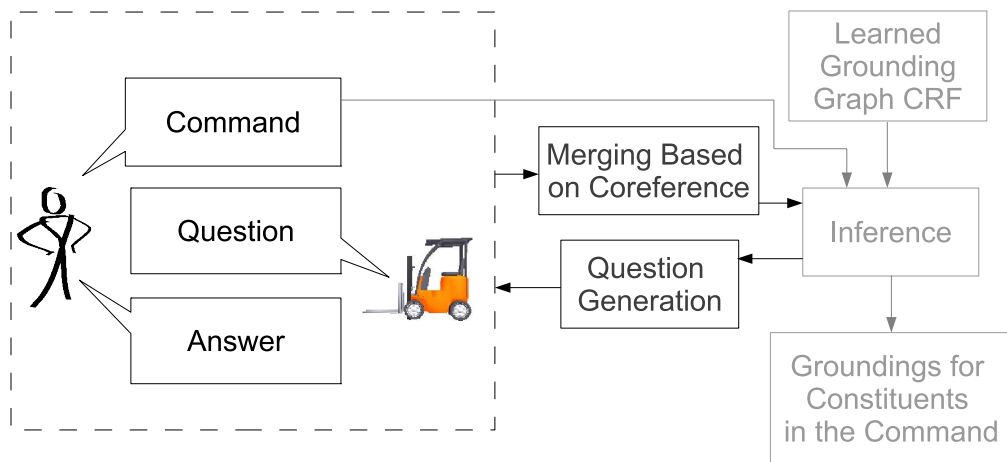 Command
Question
Answer
Merging Based
on Coreference
Question
Generation
Learned
Grounding
Graph CRF
Inference
Groundings for
Constituents
in the Command